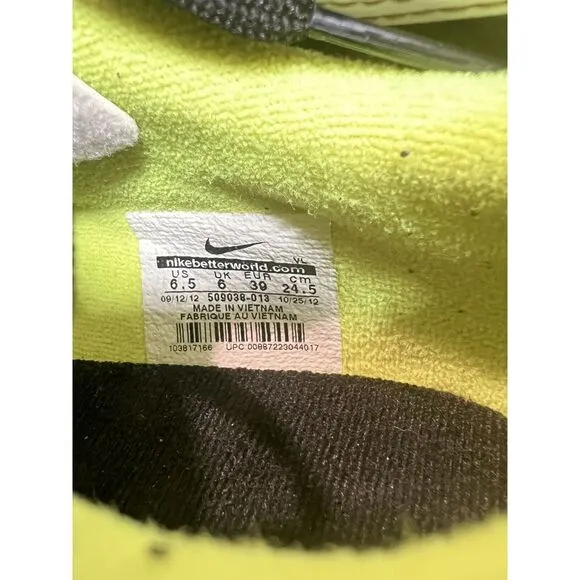 VL
nikebetterworld.com
US UK EUR cm
6.5 6 39 24.5
09/12/12 509038-013 10/25/12
MADE IN VIETNAM
FABRIQUE AU VIETNAM
103817166 UPC 00887223044017